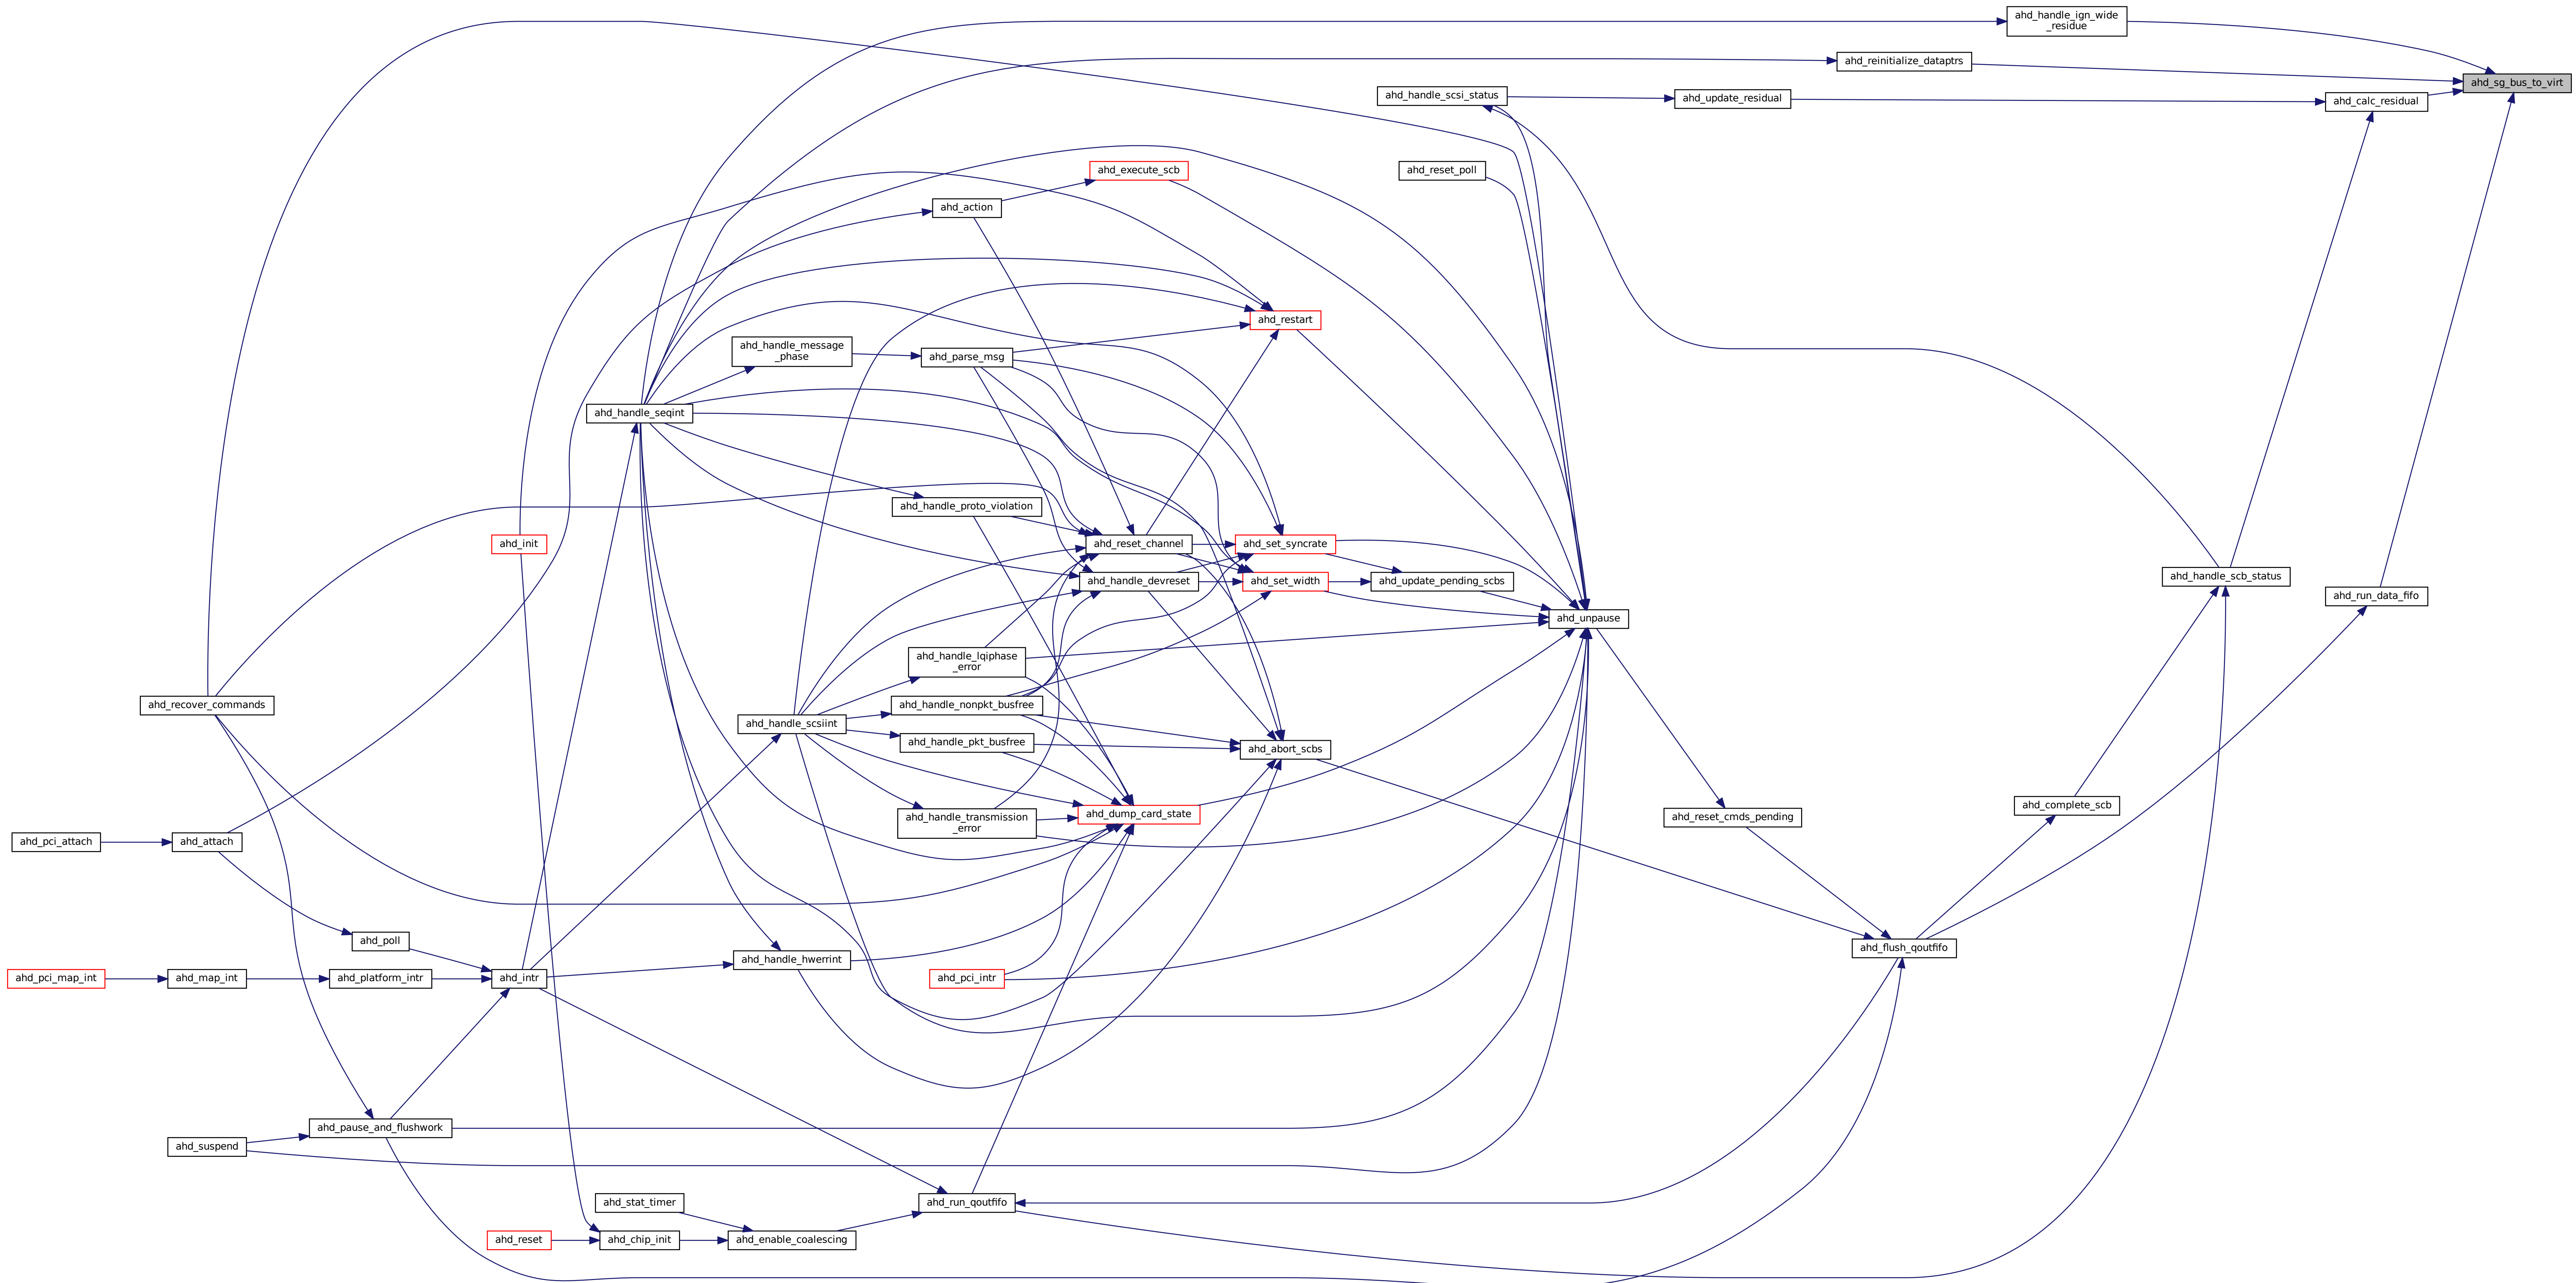 ahd_handle_ign_wide
_residue
ahd_reinitialize_dataptrs
ahd_sg_bus_to_virt
ahd_handle_scsi_status
ahd_update_residual
ahd_calc_residual
ahd_execute_scb
ahd_reset_poll
ahd_action
ahd_restart
ahd_handle_message
_phase
ahd_parse_msg
ahd_handle_seqint
ahd_handle_proto_violation
ahd_init
ahd_reset_channel
ahd_set_syncrate
ahd_handle_devreset
ahd_set_width
ahd_update_pending_scbs
ahd_handle_scb_status
ahd_run_data_fifo
ahd_unpause
ahd_handle_lqiphase
_error
ahd_recover_commands
ahd_handle_nonpkt_busfree
ahd_handle_scsiint
ahd_handle_pkt_busfree
ahd_abort_scbs
ahd_complete_scb
ahd_dump_card_state
ahd_handle_transmission
_error
ahd_reset_cmds_pending
ahd_pci_attach
ahd_attach
ahd_poll
ahd_flush_qoutfifo
ahd_handle_hwerrint
ahd_pci_map_int
ahd_map_int
ahd_platform_intr
ahd_intr
ahd_pci_intr
ahd_pause_and_flushwork
ahd_suspend
ahd_stat_timer
ahd_run_qoutfifo
ahd_reset
ahd_chip_init
ahd_enable_coalescing